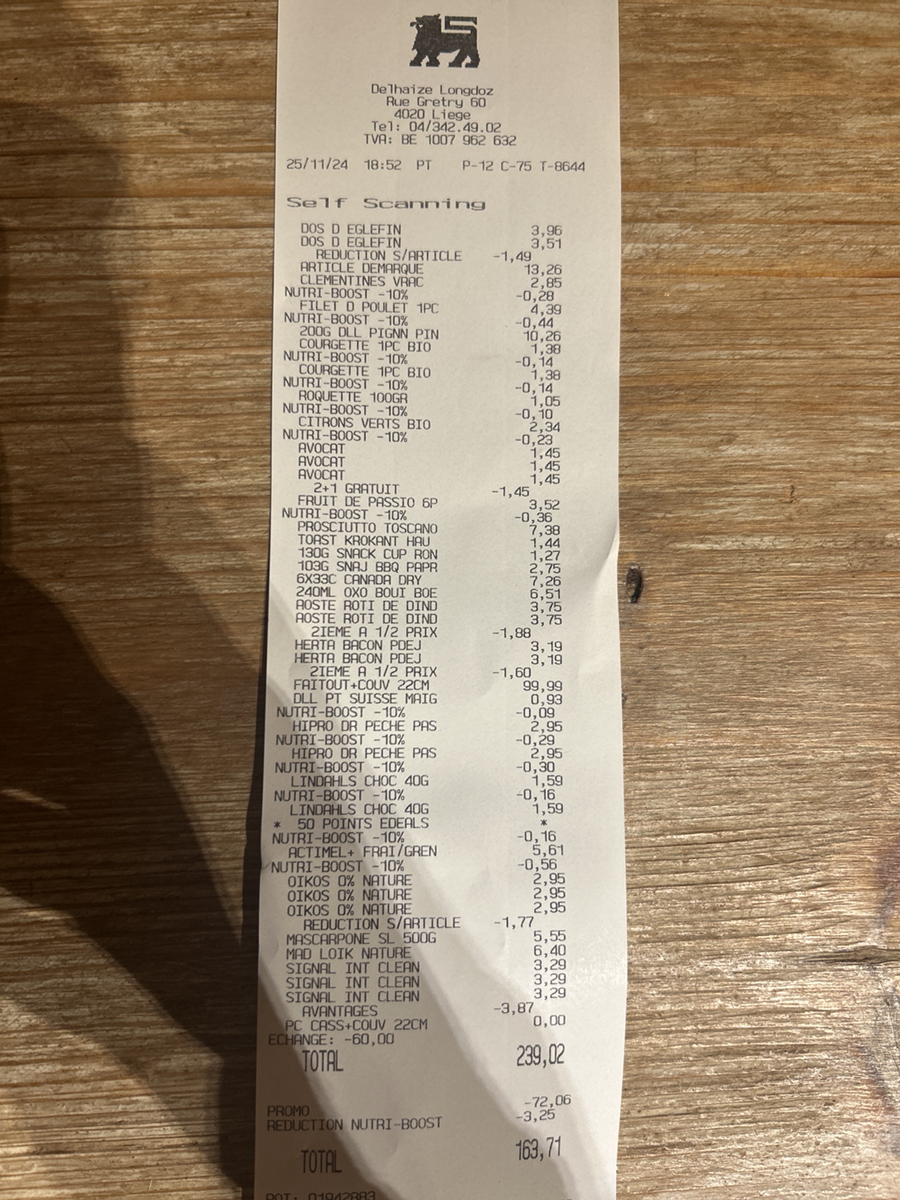 Delhaize Longdoz
Rue Gretry 60
4020 Liege
Tel: 04/342.49.02
TVA: BE 1007 962 632
25/11/24 18:52 PT P-12 C-75 T-8644
Self Scanning
DOS D EGLEFIN 3,96
DOS D EGLEFIN 3,51
REDUCTION S/ARTICLE -1,49
ARTICLE DEMARQUE 13,26
CLEMENTINES VRAC 2,85
NUTRI-BOOST -10% -0,28
FILET D POULET 1PC 4,39
NUTRI-BOOST -10% -0,44
200G DLL PIGNN PIN 10,26
COURGETTE 1PC BIO 1,38
NUTRI-BOOST -10% -0,14
COURGETTE 1PC BIO 1,38
NUTRI-BOOST -10% -0,14
ROQUETTE 100GR 1,05
NUTRI-BOOST -10% -0,10
CITRONS VERTS BIO 2,34
NUTRI-BOOST -10% -0,23
AVOCAT 1,45
AVOCAT 1,45
AVOCAT 1,45
2+1 GRATUIT -1,45
FRUIT DE PASSIO 6P 3,52
NUTRI-BOOST -10% -0,36
PROSCIUTTO TOSCANO 7,38
TOAST KROKANT HAU 1,44
130G SNACK CUP RON 1,27
103G SNAJ BBQ PAPR 2,75
6X33C CANADA DRY 7,26
240ML OXO BOUI BOE 6,51
AOSTE ROTI DE DIND 3,75
AOSTE ROTI DE DIND 3,75
2IEME A 1/2 PRIX -1,88
HERTA BACON PDEJ 3,19
HERTA BACON PDEJ 3,19
2IEME A 1/2 PRIX -1,60
FAITOUT+COUV 22CM 99,99
DLL PT SUISSE MAIG 0,93
NUTRI-BOOST -10% -0,09
HIPRO DR PECHE PAS 2,95
NUTRI-BOOST -10% -0,29
HIPRO DR PECHE PAS 2,95
NUTRI-BOOST -10% -0,30
LINDAHLS CHOC 40G 1,59
NUTRI-BOOST -10% -0,16
LINDAHLS CHOC 40G 1,59
* 50 POINTS EDEALS *
NUTRI-BOOST -10% -0,16
ACTIMEL+ FRAI/GREN 5,61
NUTRI-BOOST -10% -0,56
OIKOS 0% NATURE 2,95
OIKOS 0% NATURE 2,95
OIKOS 0% NATURE 2,95
REDUCTION S/ARTICLE -1,77
MASCARPONE SL 500G 5,55
MAD LOIK NATURE 6,40
SIGNAL INT CLEAN 3,29
SIGNAL INT CLEAN 3,29
SIGNAL INT CLEAN 3,29
AVANTAGES -3,87
PC CASS+COUV 22CM 0,00
ECHANGE: -60,00
TOTAL 239,02
PROMO -72,06
REDUCTION NUTRI-BOOST -3,25
TOTAL 163,71